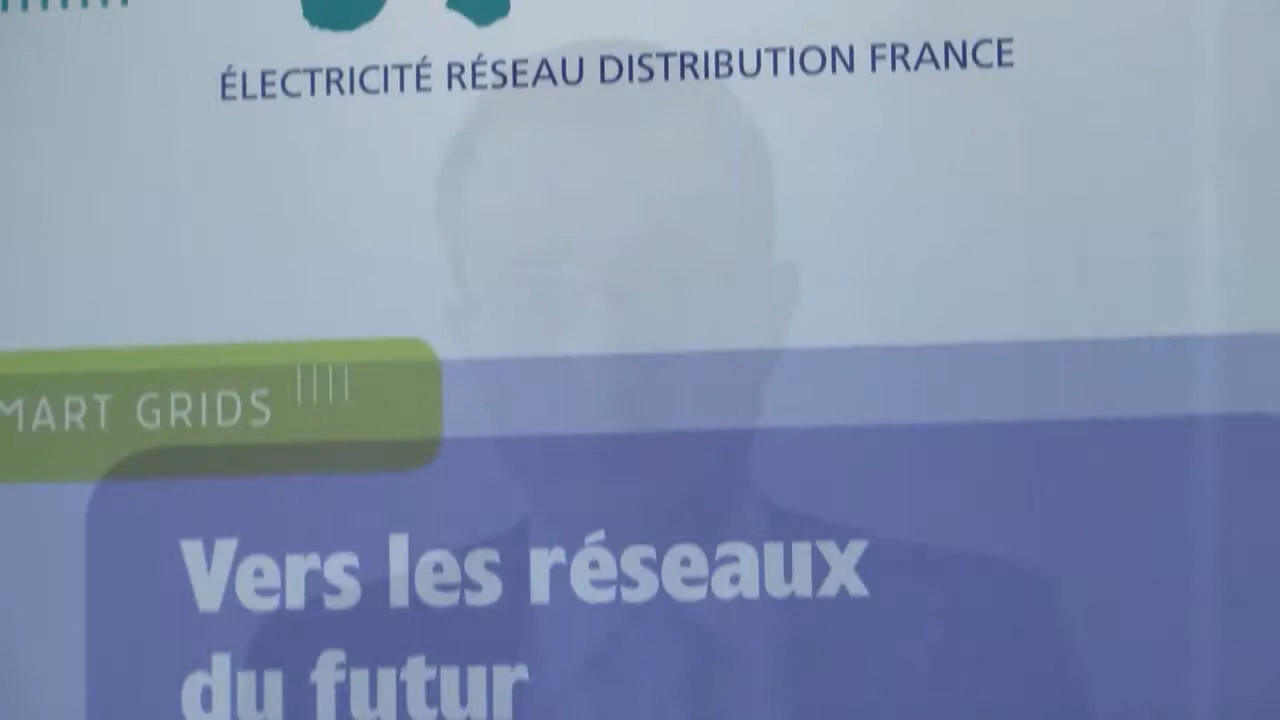 ÉLECTRICITÉ RÉSEAU DISTRIBUTION FRANCE
MART GRIDS
Vers les réseaux
du futur